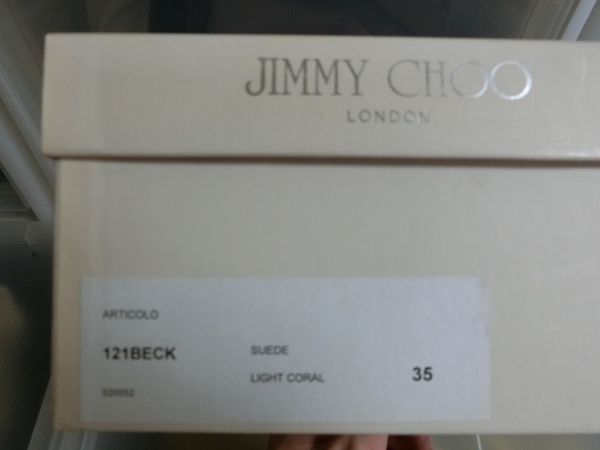 JIMMY CHOO
LONDON
ARTICOLO
121BECK
SUEDE
LIGHT CORAL
35